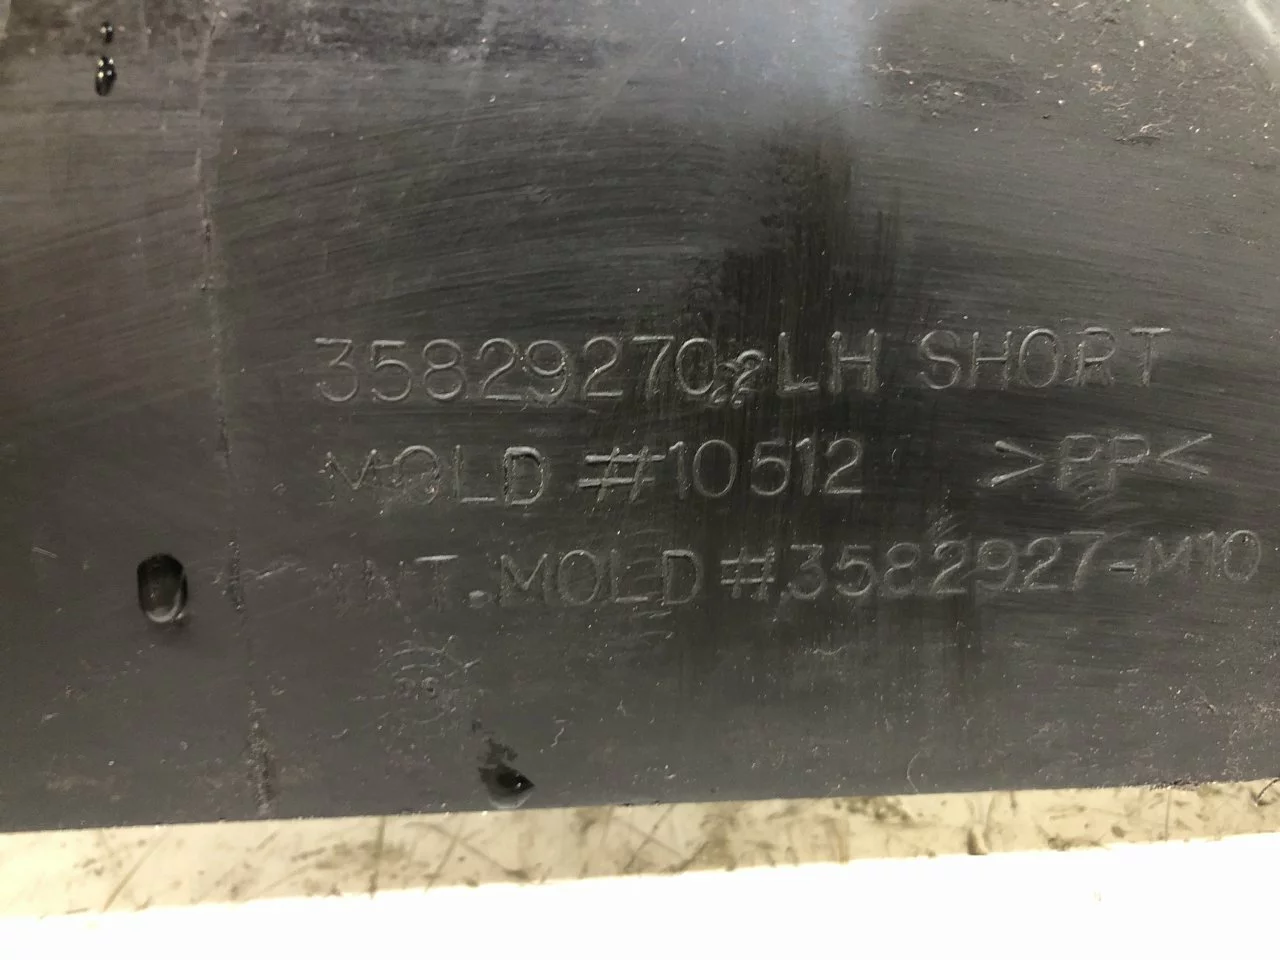 35829270 LH SHORT
MOLD #10512 >PP<
INT. MOLD #3582927-M10